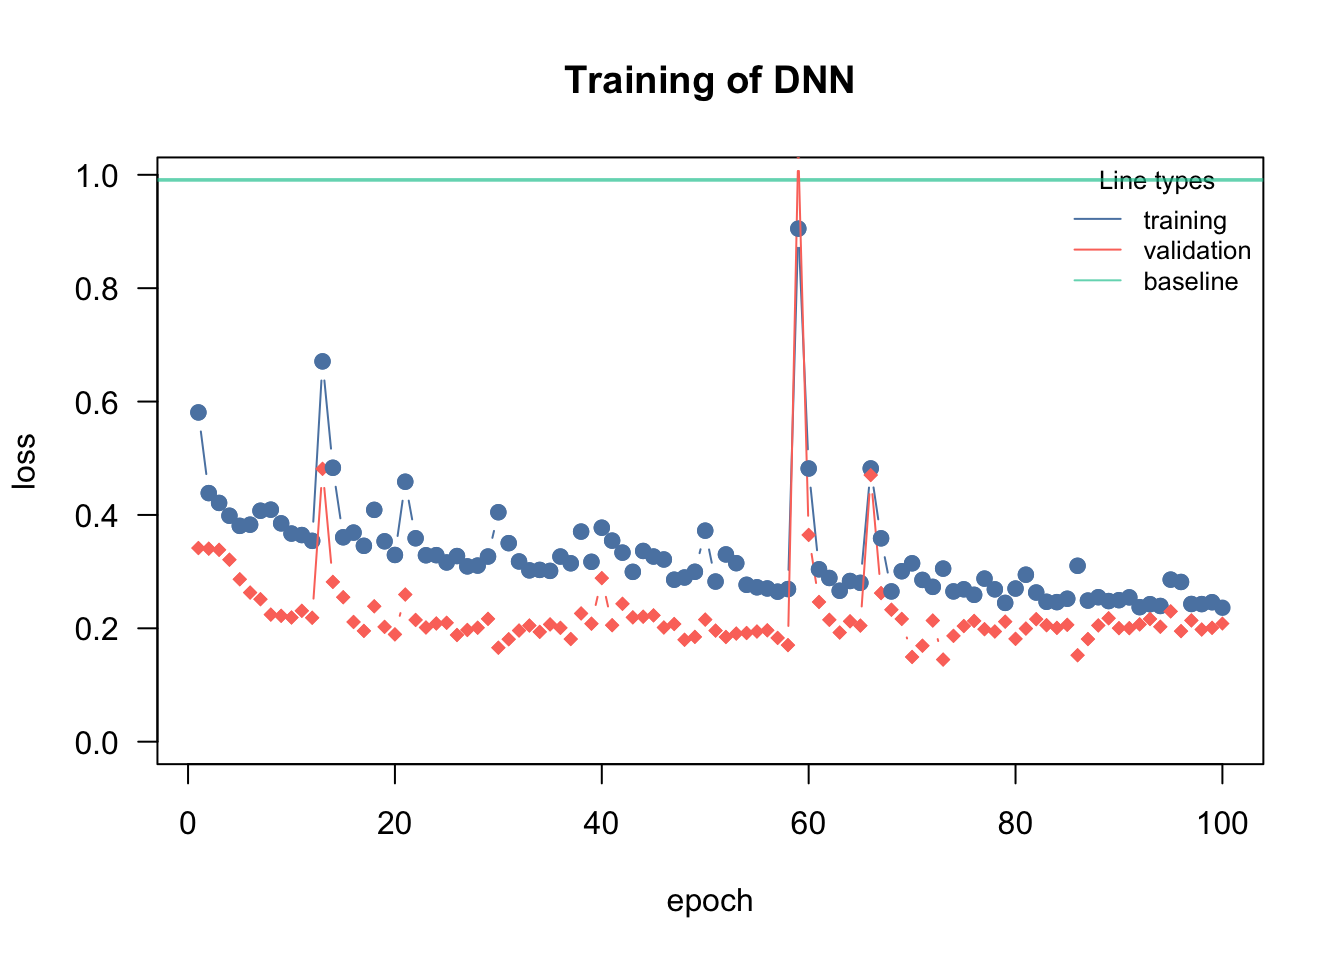 Training of DNN
1.0
0.8
0.6
0.4
0.2
0.0
loss
Line types
training
validation
baseline
0 20 40 60 80 100
epoch